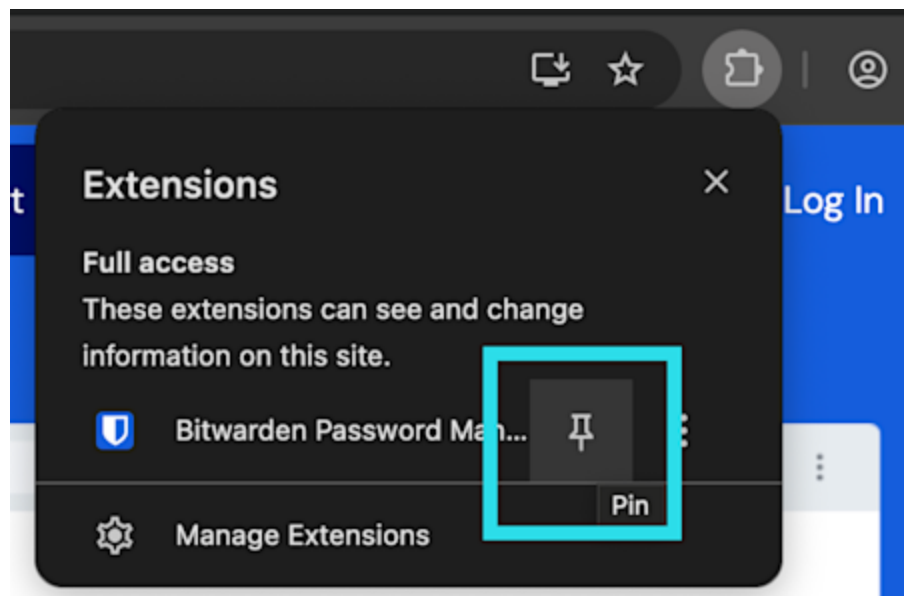 t
Log In
Extensions
Full access
These extensions can see and change
information on this site.
Bitwarden Password Man...
Pin
Manage Extensions